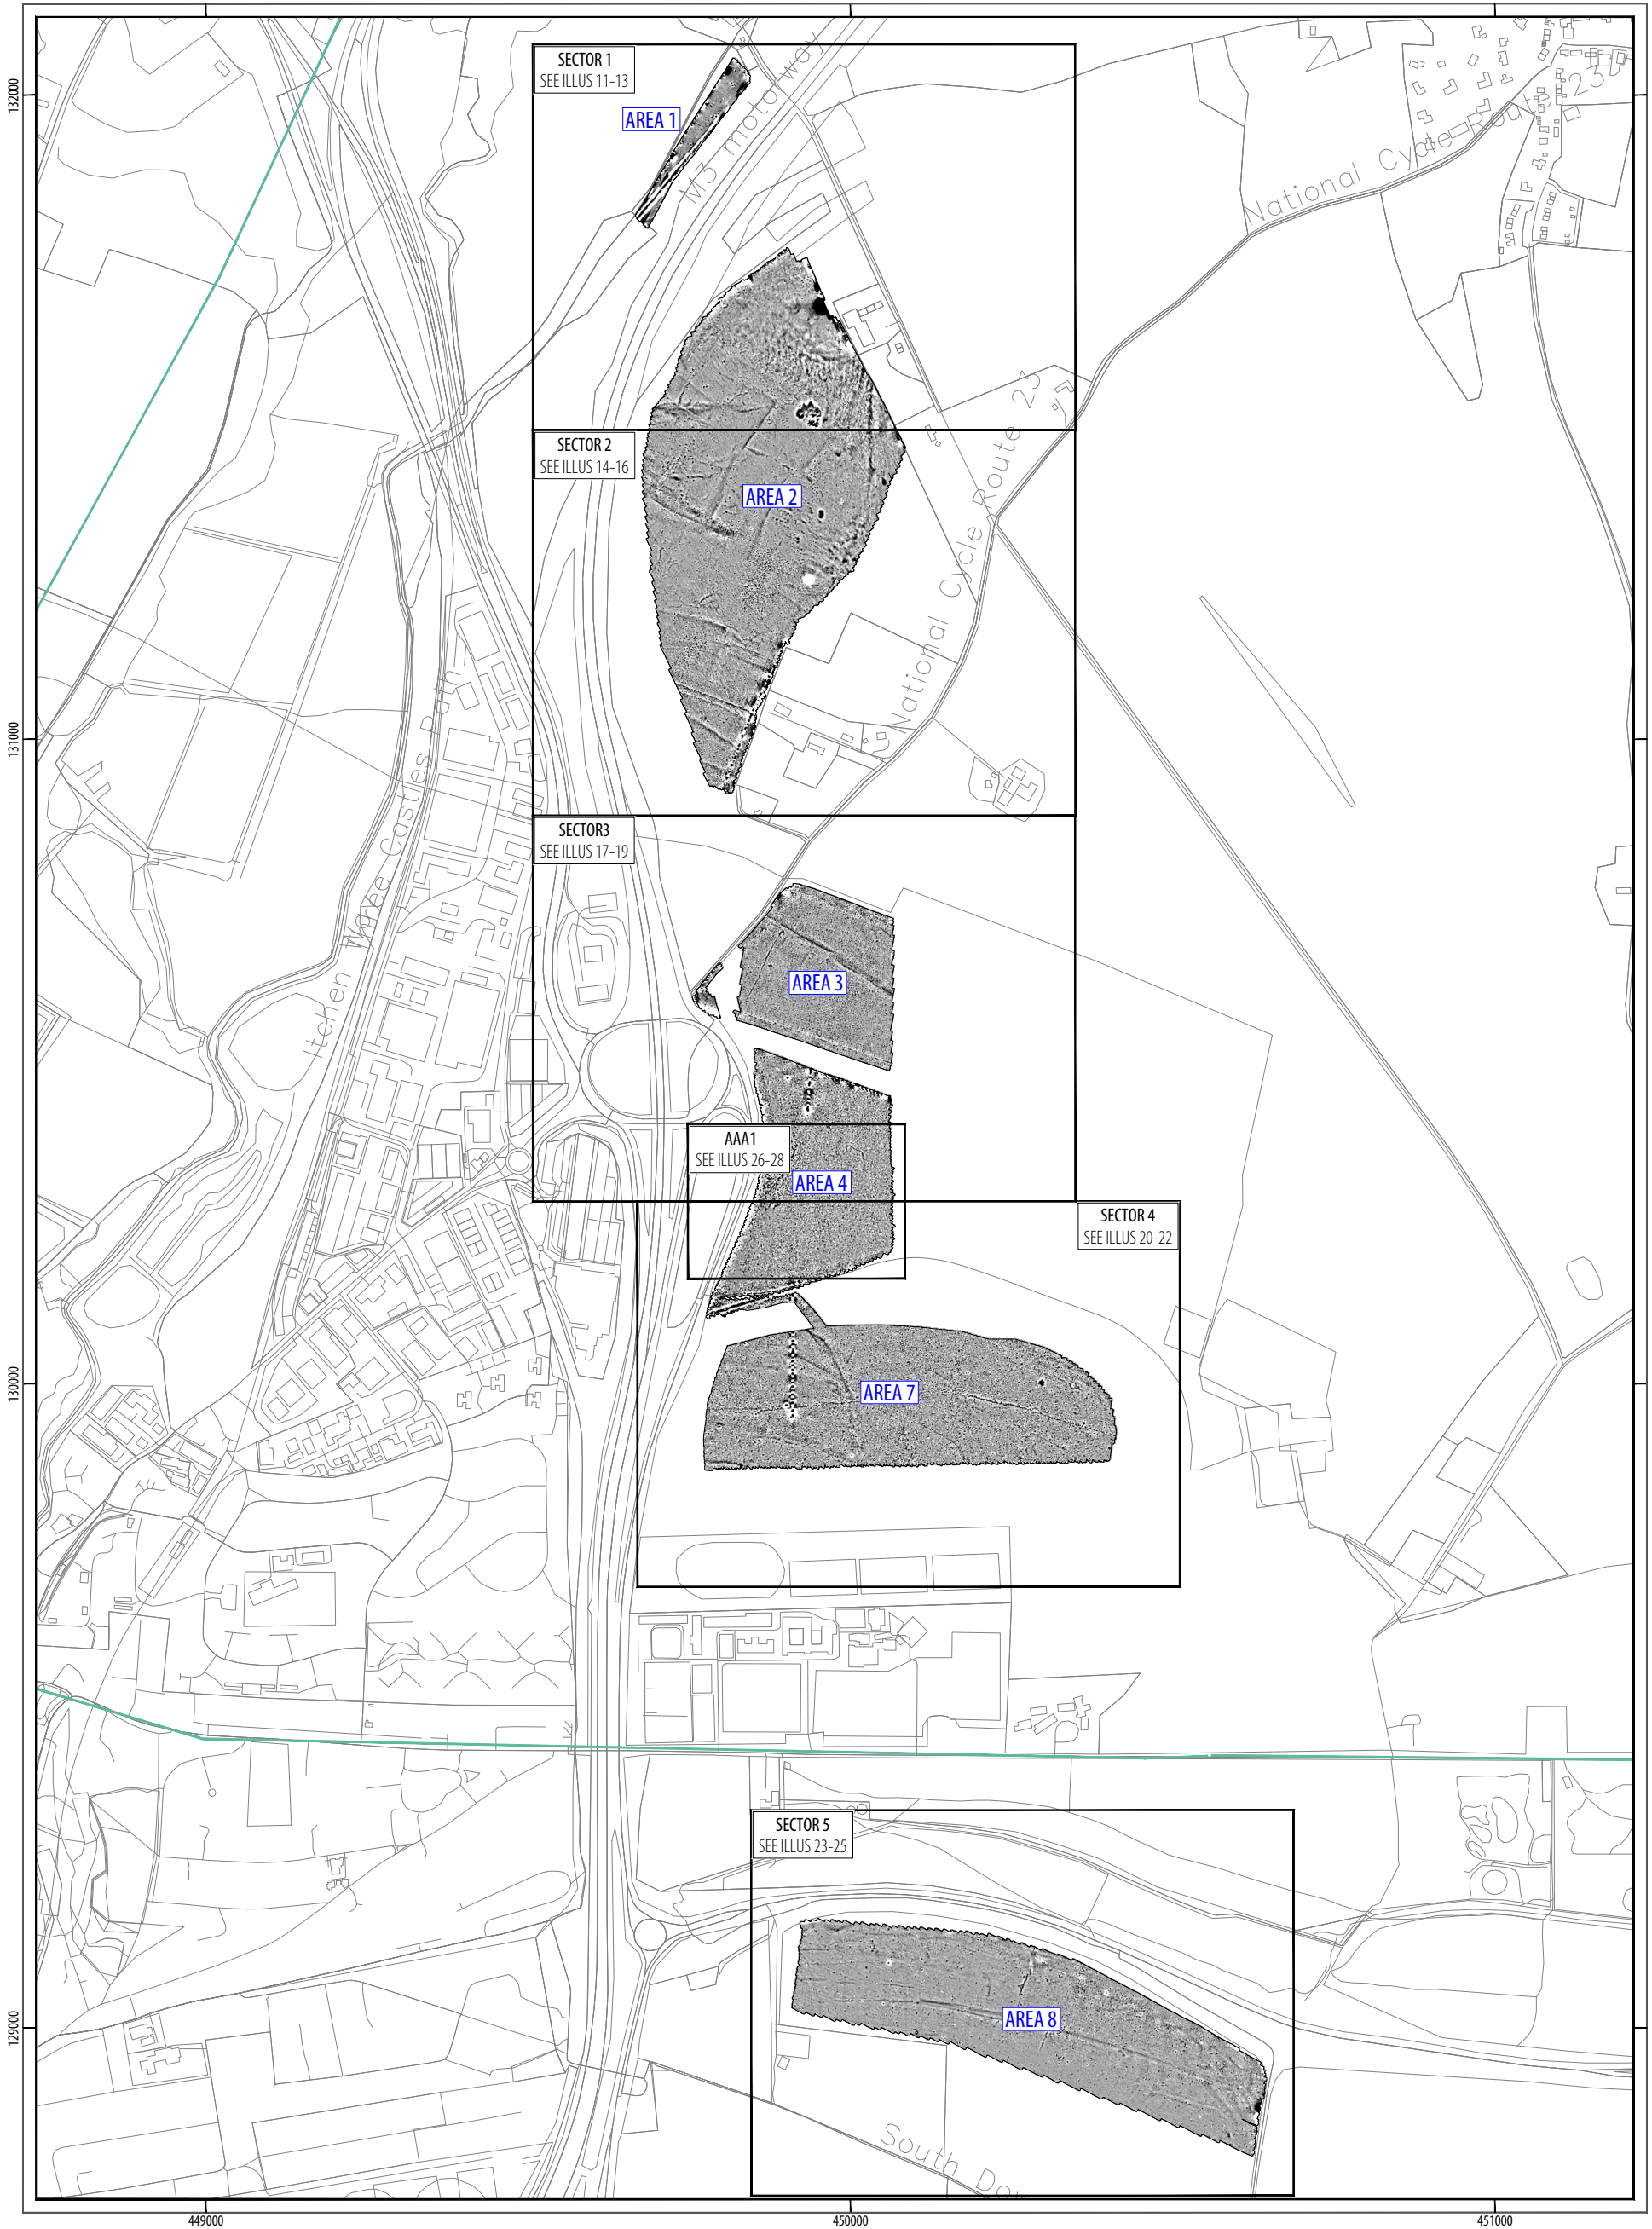 SECTOR 1
SEE ILLUS 11-13
AREA 1
M3 motorway
National Cycle Route 23
132000
SECTOR 2
SEE ILLUS 14-16
AREA 2
National Cycle Route 23
131000
SECTOR3
SEE ILLUS 17-19
AREA 3
Itchen Way
Three Castles Path
AAA1
SEE ILLUS 26-28
AREA 4
SECTOR 4
SEE ILLUS 20-22
130000
AREA 7
SECTOR 5
SEE ILLUS 23-25
AREA 8
129000
South Do
449000
450000
451000